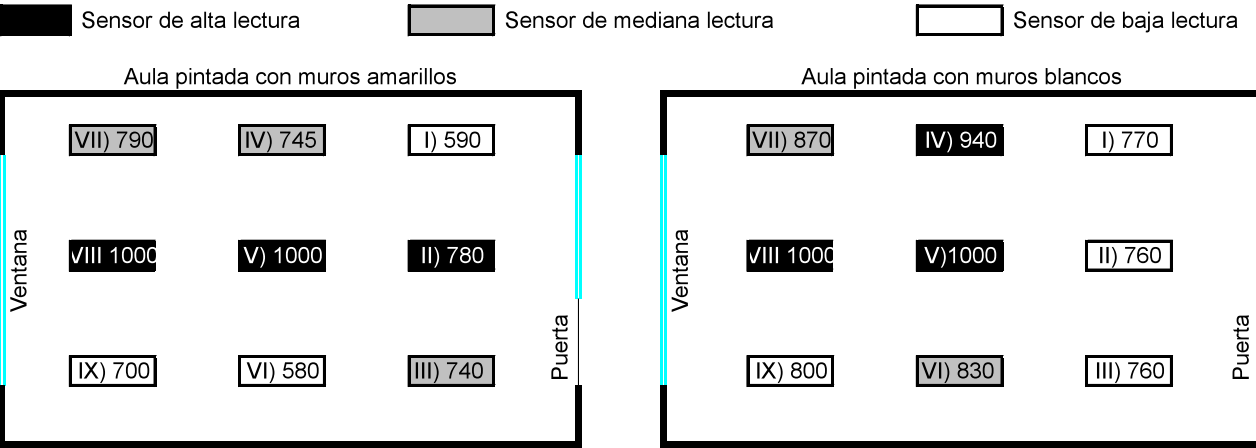 Sensor de alta lectura Sensor de mediana lectura Sensor de baja lectura
Aula pintada con muros amarillos Aula pintada con muros blancos
VII) 790 IV) 745 I) 590 VII) 870 IV) 940 I) 770
Ventana
VIII 1000 V) 1000 II) 780
Ventana
VIII 1000 V)1000 II) 760
IX) 700 VI) 580 III) 740
Puerta
IX) 800 VI) 830 III) 760
Puerta